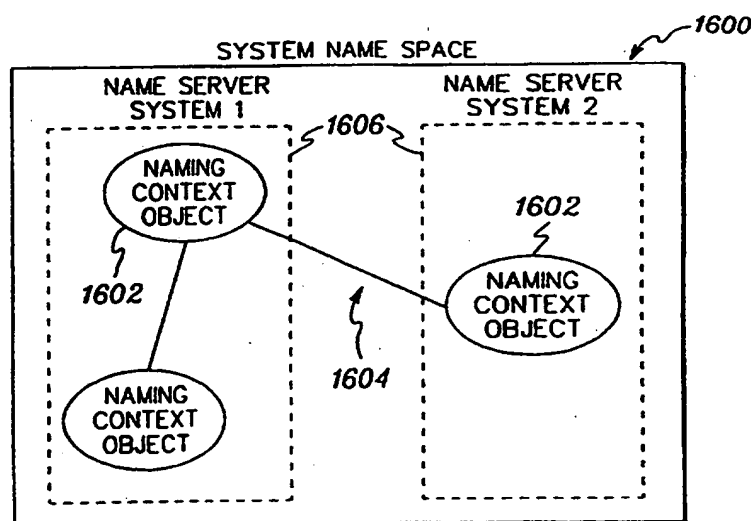 1600
SYSTEM NAME SPACE
NAME SERVER
SYSTEM 1
1606
NAME SERVER
SYSTEM 2
NAMING
CONTEXT
OBJECT
1602
1602
NAMING
CONTEXT
OBJECT
1604
NAMING
CONTEXT
OBJECT